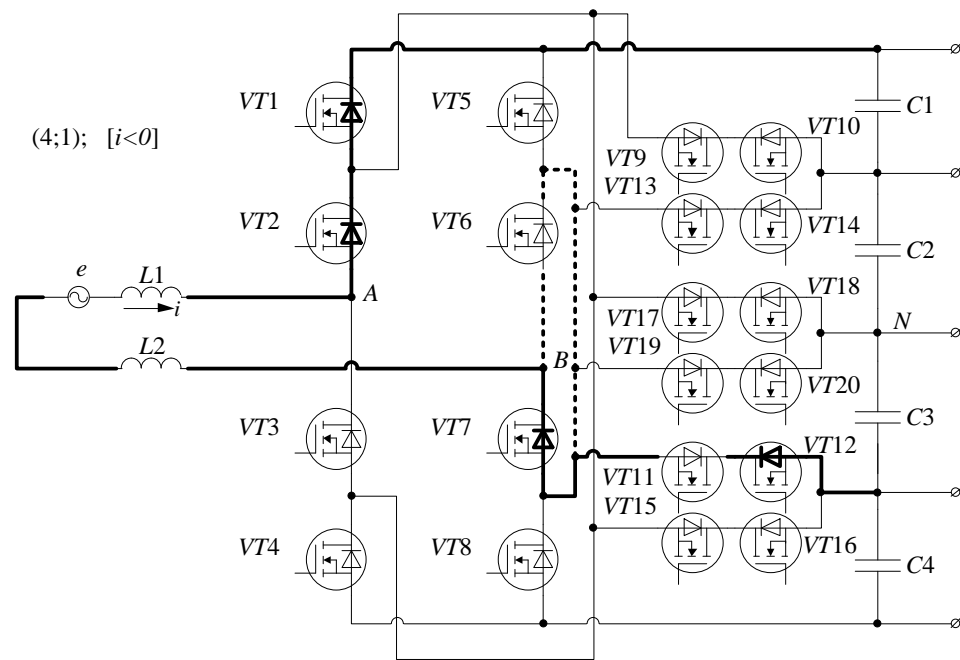 VT1
VT5
C1
(4;1); [i<0]
VT10
VT9
VT13
VT2
VT6
VT14
C2
e
L1
A
i
VT18
VT17
N
VT19
L2
B
VT20
VT3
VT7
C3
VT12
VT11
VT15
VT4
VT8
VT16
C4